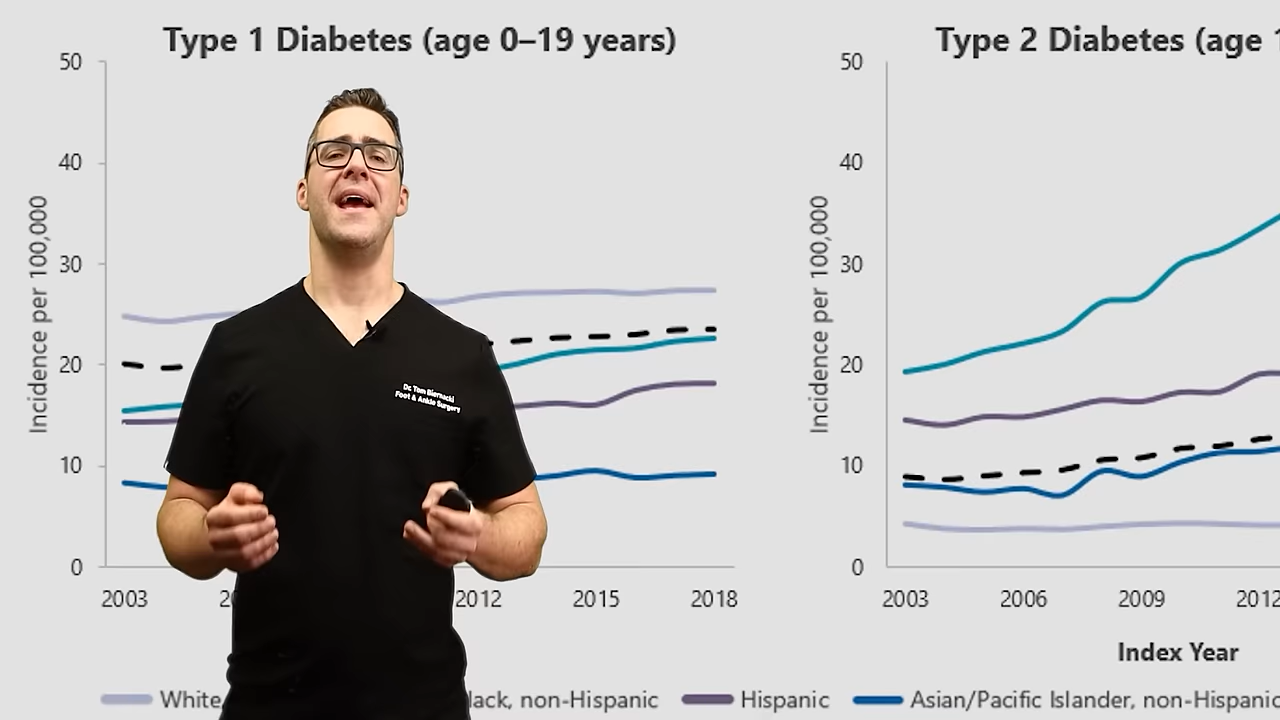 Type 1 Diabetes (age 0–19 years)
Type 2 Diabetes (age 1
50
40
30
20
10
0
Incidence per 100,000
2003
2012
2015
2018
50
40
30
20
10
0
Incidence per 100,000
2003
2006
2009
2012
Index Year
White,
lack, non-Hispanic
Hispanic
Asian/Pacific Islander, non-Hispanic
Dr. Tom Biernacki
Foot & Ankle Surgery